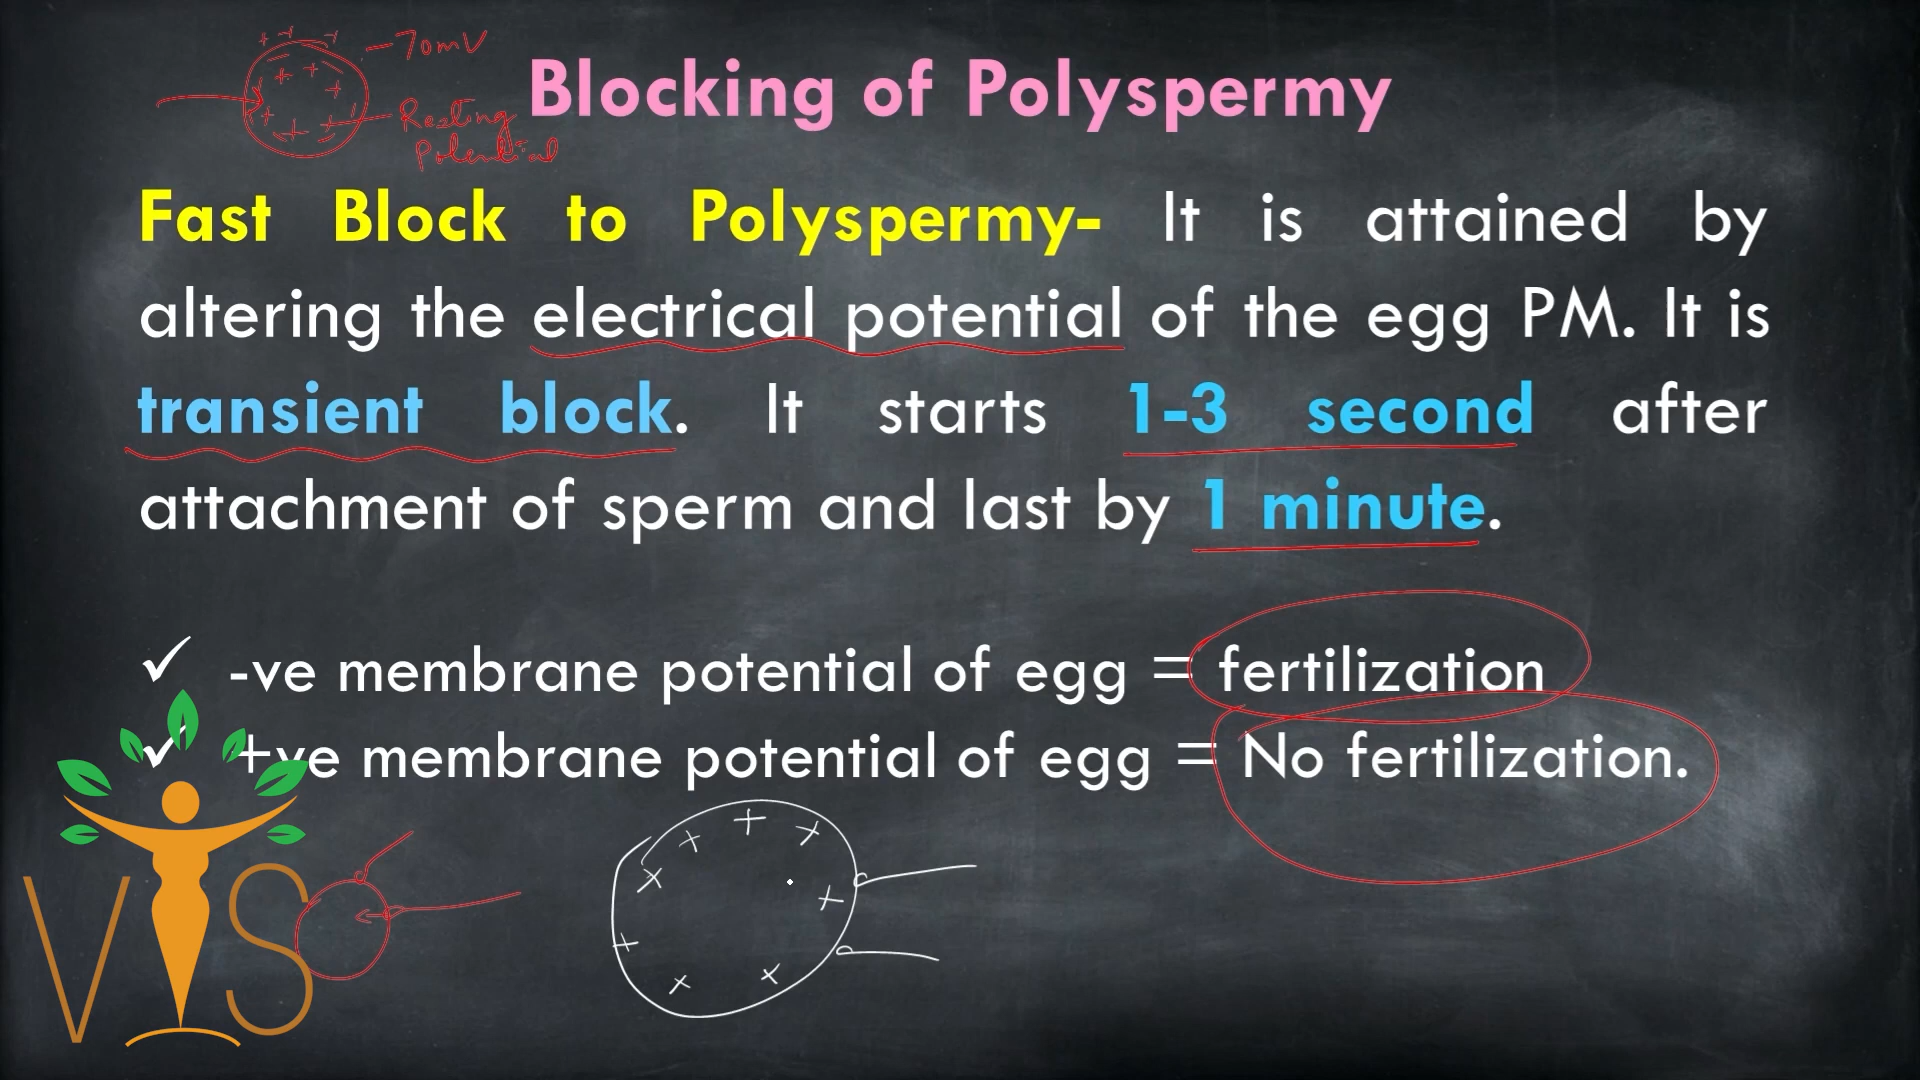 -70mV
Blocking of Polyspermy
Resting
Potential
Fast Block to Polyspermy- It is attained by
altering the electrical potential of the egg PM. It is
transient block. It starts 1-3 second after
attachment of sperm and last by 1 minute.
✓ -ve membrane potential of egg = fertilization
✓ +ve membrane potential of egg = No fertilization.
VIS